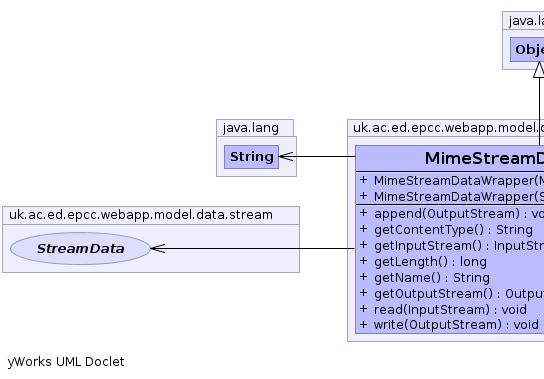 java.la
Obje
java.lang
String
uk.ac.ed.epcc.webapp.model.d
MimeStreamD
+ MimeStreamDataWrapper(M
+ MimeStreamDataWrapper(S
uk.ac.ed.epcc.webapp.model.data.stream
StreamData
+ append(OutputStream) : vo
+ getContentType() : String
+ getInputStream() : InputStr
+ getLength() : long
+ getName() : String
+ getOutputStream() : Output
+ read(InputStream) : void
+ write(OutputStream) : void
yWorks UML Doclet